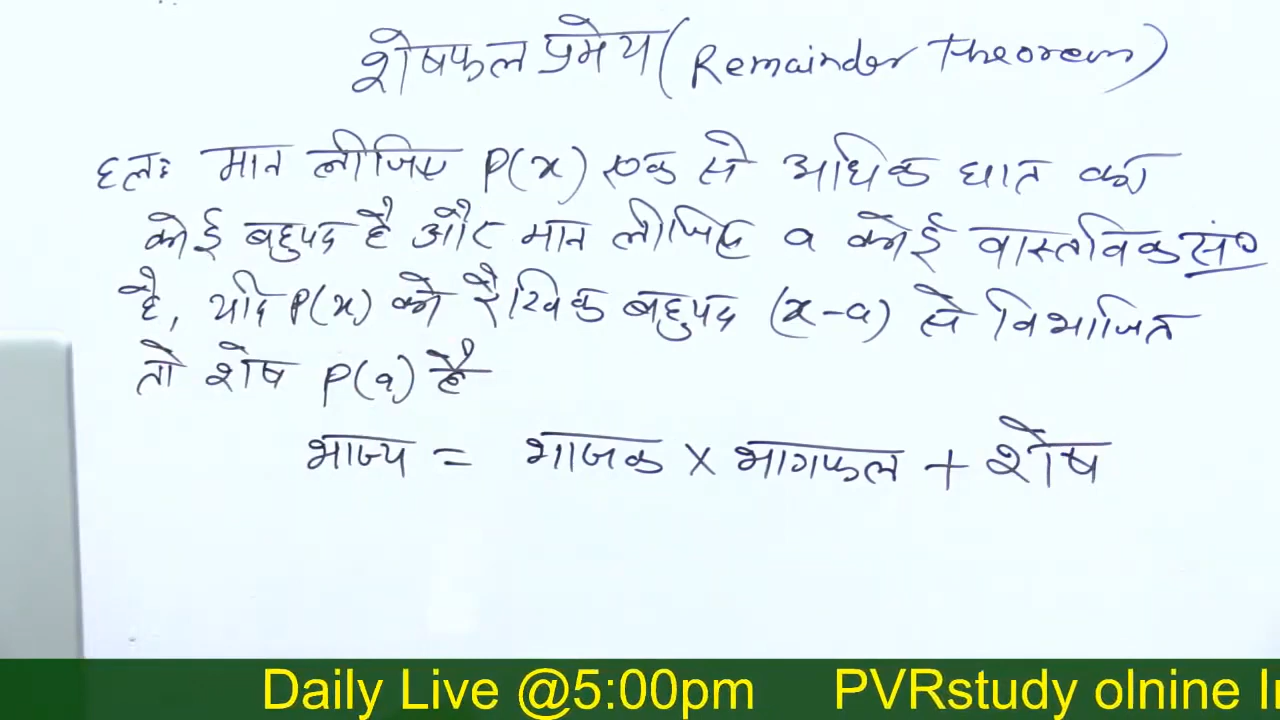 शेषफल प्रमेय (Remainder Theorem)
हलः मान लीजिए P(x) एक से अधिक घात का
कोई बहुपद है और मान लीजिए a कोई वास्तविक सं०
है, यदि P(x) को रैखिक बहुपद (x-a) से विभाजित
तो शेष P(a) है
भाज्य = भाजक × भागफल + शेष
Daily Live @5:00pm PVRstudy olnine I